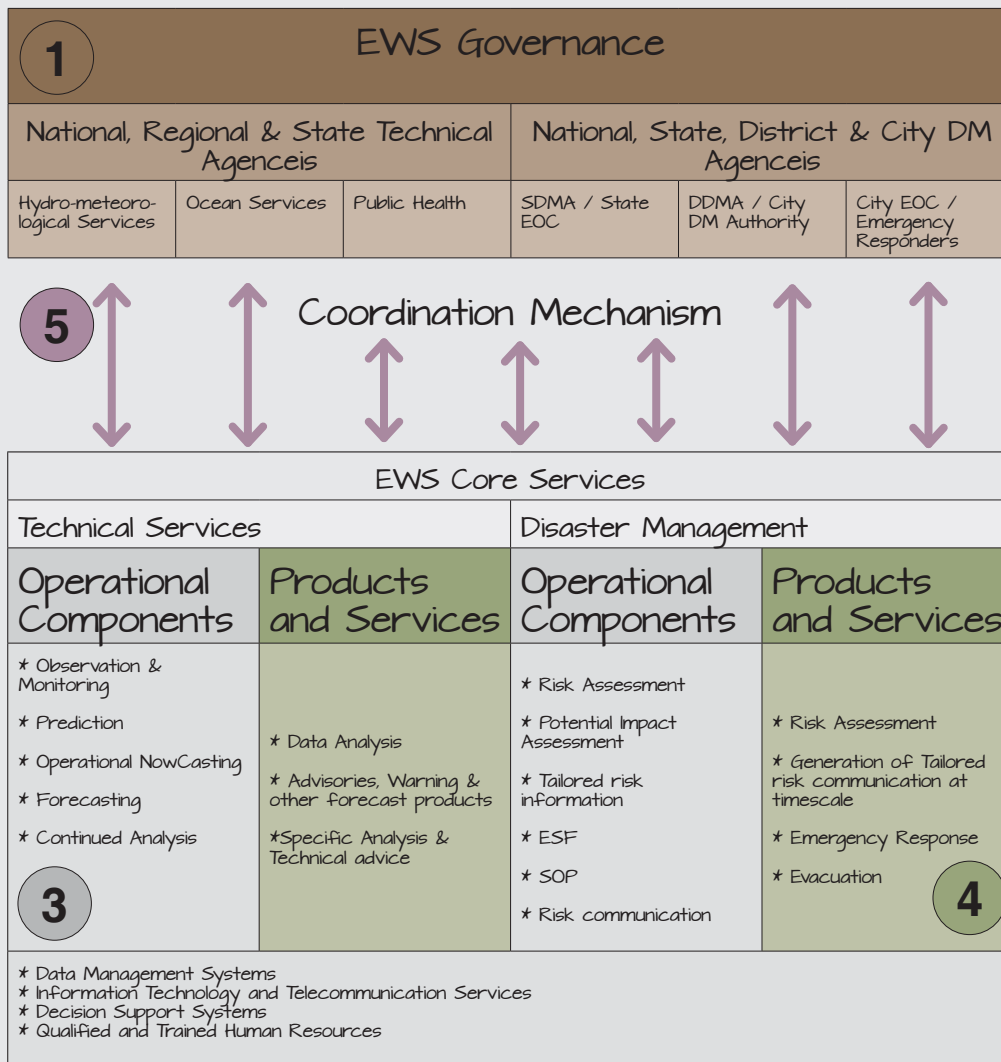 1
EWS Governance
National, Regional & State Technical
Agenceis
National, State, District & City DM
Agenceis
Hydro-meteoro-
logical Services
Ocean Services
Public Health
SDMA / State
EOC
DDMA / City
DM Authority
City EOC /
Emergency
Responders
5
Coordination Mechanism
EWS Core Services
Technical Services
Disaster Management
Operational
Components
Products
and Services
Operational
Components
Products
and Services
* Observation &
Monitoring
* Prediction
* Operational NowCasting
* Forecasting
* Continued Analysis
3
* Data Analysis
* Advisories, Warning &
other forecast products
*Specific Analysis &
Technical advice
* Risk Assessment
* Potential Impact
Assessment
* Tailored risk
information
* ESF
* SOP
* Risk communication
* Risk Assessment
* Generation of Tailored
risk communication at
timescale
* Emergency Response
* Evacuation
4
* Data Management Systems
* Information Technology and Telecommunication Services
* Decision Support Systems
* Qualified and Trained Human Resources